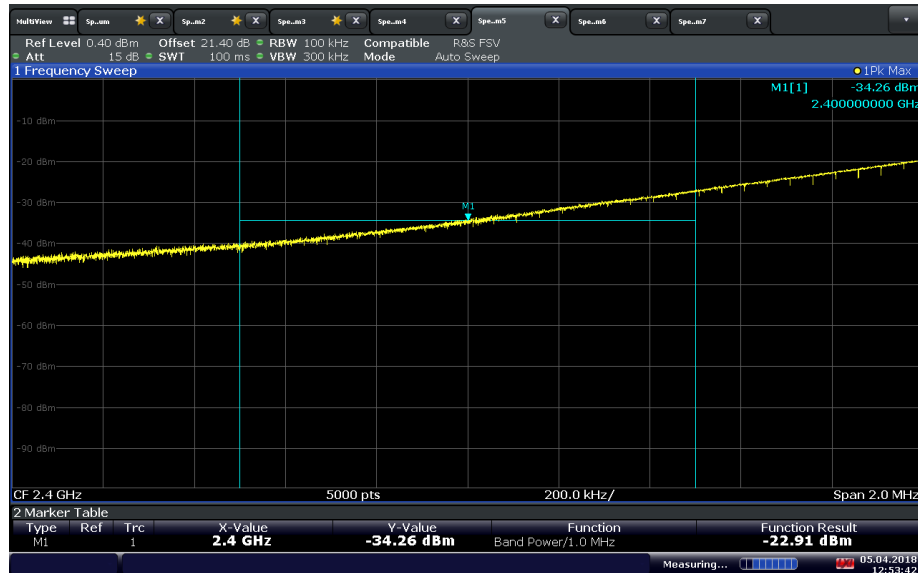 MultiView Sp..um X Sp..m2 X Spe..m3 X Spe..m4 X Spe..m5 X Spe..m6 X Spe..m7 X
Ref Level 0.40 dBm Offset 21.40 dB RBW 100 kHz Compatible R&S FSV
Att 15 dB SWT 100 ms VBW 300 kHz Mode Auto Sweep
1 Frequency Sweep 1Pk Max
M1[1] -34.26 dBm
2.400000000 GHz
-10 dBm
-20 dBm
-30 dBm
M1
-40 dBm
-50 dBm
-60 dBm
-70 dBm
-80 dBm
-90 dBm
CF 2.4 GHz 5000 pts 200.0 kHz/ Span 2.0 MHz
2 Marker Table
Type Ref Trc X-Value Y-Value Function Function Result
M1 1 2.4 GHz -34.26 dBm Band Power/1.0 MHz -22.91 dBm
Measuring... 05.04.2018
12:53:42